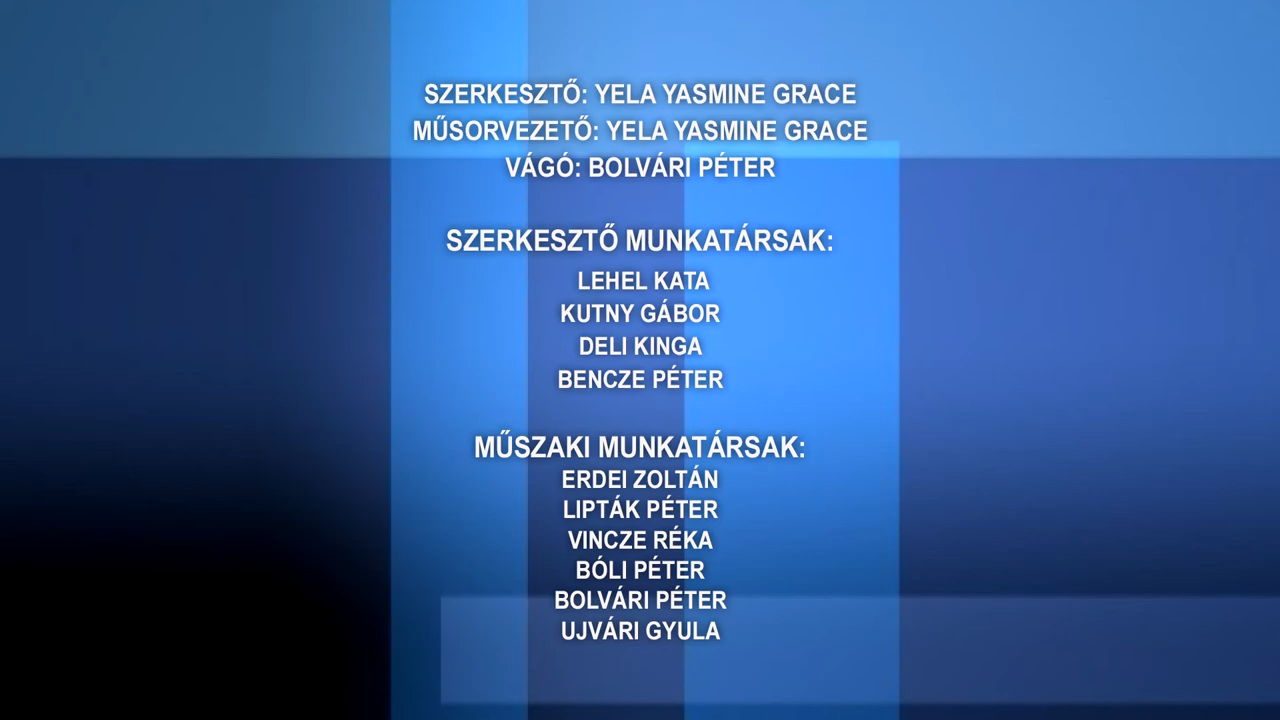 SZERKESZTŐ: YELA YASMINE GRACE
MŰSORVEZETŐ: YELA YASMINE GRACE
VÁGÓ: BOLVÁRI PÉTER
SZERKESZTŐ MUNKATÁRSAK:
LEHEL KATA
KUTNY GÁBOR
DELI KINGA
BENCZE PÉTER
MŰSZAKI MUNKATÁRSAK:
ERDEI ZOLTÁN
LIPTÁK PÉTER
VINCZE RÉKA
BÓLI PÉTER
BOLVÁRI PÉTER
UJVÁRI GYULA